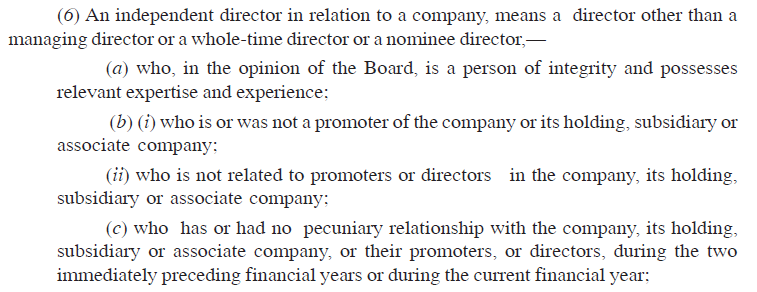 (6) An independent director in relation to a company, means a director other than a
managing director or a whole-time director or a nominee director,—
(a) who, in the opinion of the Board, is a person of integrity and possesses
relevant expertise and experience;
(b) (i) who is or was not a promoter of the company or its holding, subsidiary or
associate company;
(ii) who is not related to promoters or directors in the company, its holding,
subsidiary or associate company;
(c) who has or had no pecuniary relationship with the company, its holding,
subsidiary or associate company, or their promoters, or directors, during the two
immediately preceding financial years or during the current financial year;